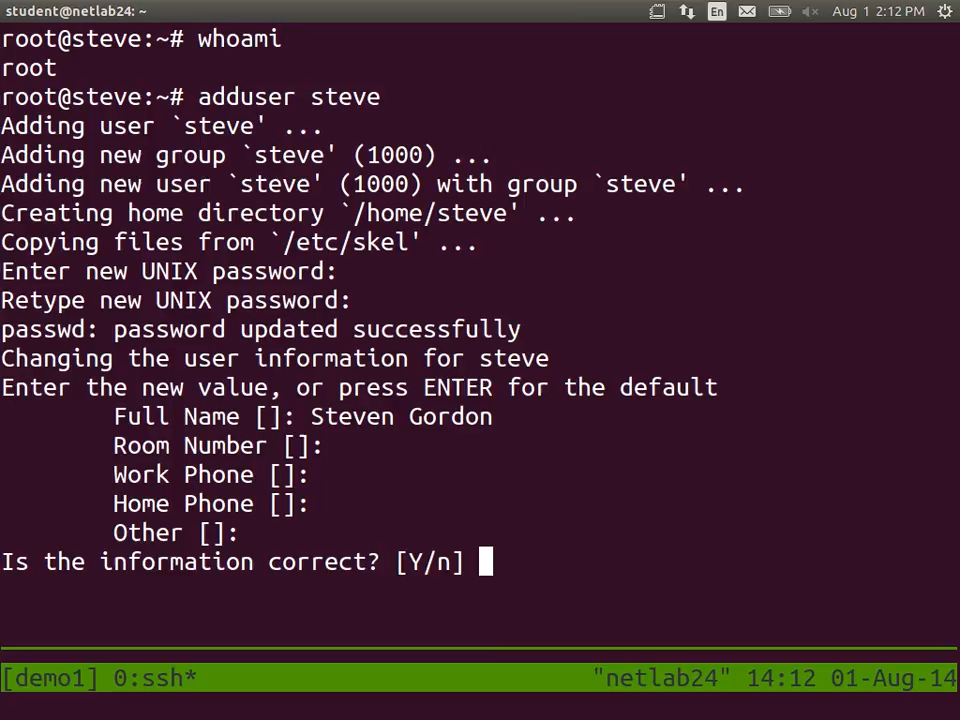 student@netlab24: ~ En Aug 1 2:12 PM
root@steve:~# whoami
root
root@steve:~# adduser steve
Adding user `steve' ...
Adding new group `steve' (1000) ...
Adding new user `steve' (1000) with group `steve' ...
Creating home directory `/home/steve' ...
Copying files from `/etc/skel' ...
Enter new UNIX password:
Retype new UNIX password:
passwd: password updated successfully
Changing the user information for steve
Enter the new value, or press ENTER for the default
Full Name []: Steven Gordon
Room Number []:
Work Phone []:
Home Phone []:
Other []:
Is the information correct? [Y/n]
[demo1] 0:ssh* "netlab24" 14:12 01-Aug-14